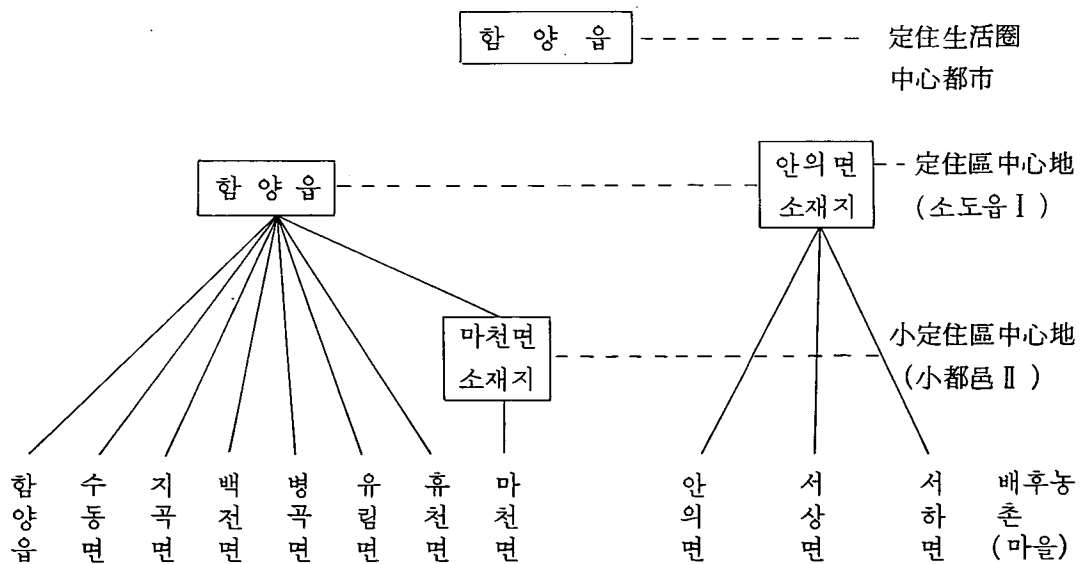 함 양 읍
定住生活圈
中心都市
함 양 읍
안의면
소재지
定住區中心地
(소도읍Ⅰ)
마천면
소재지
小定住區中心地
(小都邑Ⅱ)
함양읍
수동면
지곡면
백전면
병곡면
유림면
휴천면
마천면
안의면
서상면
서하면
배후농
촌
(마을)